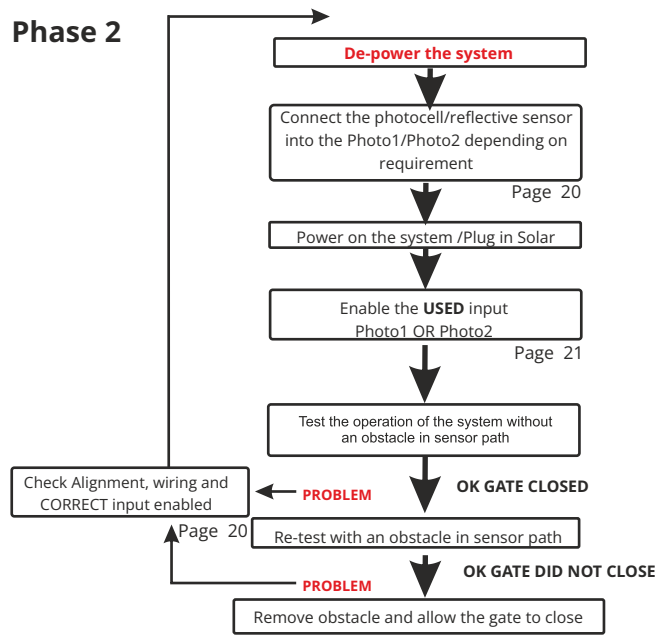 Phase 2
De-power the system
Connect the photocell/reflective sensor
into the Photo1/Photo2 depending on
requirement
Page 20
Power on the system /Plug in Solar
Enable the USED input
Photo1 OR Photo2
Page 21
Test the operation of the system without
an obstacle in sensor path
Check Alignment, wiring and
CORRECT input enabled
PROBLEM
OK GATE CLOSED
Page 20
Re-test with an obstacle in sensor path
PROBLEM
OK GATE DID NOT CLOSE
Remove obstacle and allow the gate to close